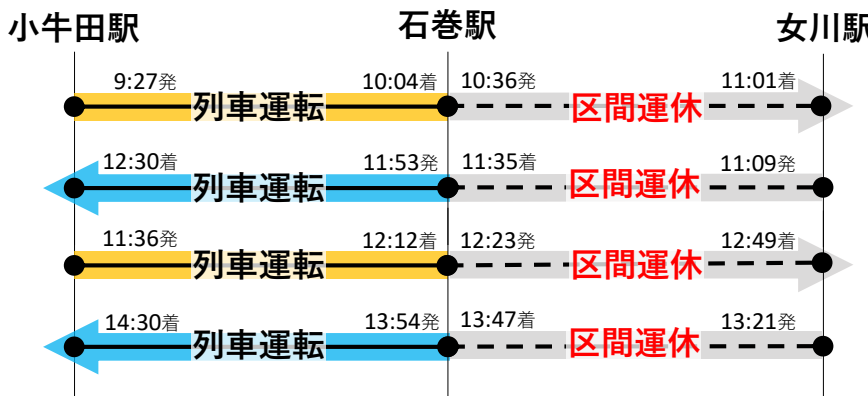 小牛田駅 石巻駅 女川駅
9:27発 10:04着 10:36発 11:01着
列車運転 区間運休
12:30着 11:53発 11:35着 11:09発
列車運転 区間運休
11:36発 12:12着 12:23発 12:49着
列車運転 区間運休
14:30着 13:54発 13:47着 13:21発
列車運転 区間運休